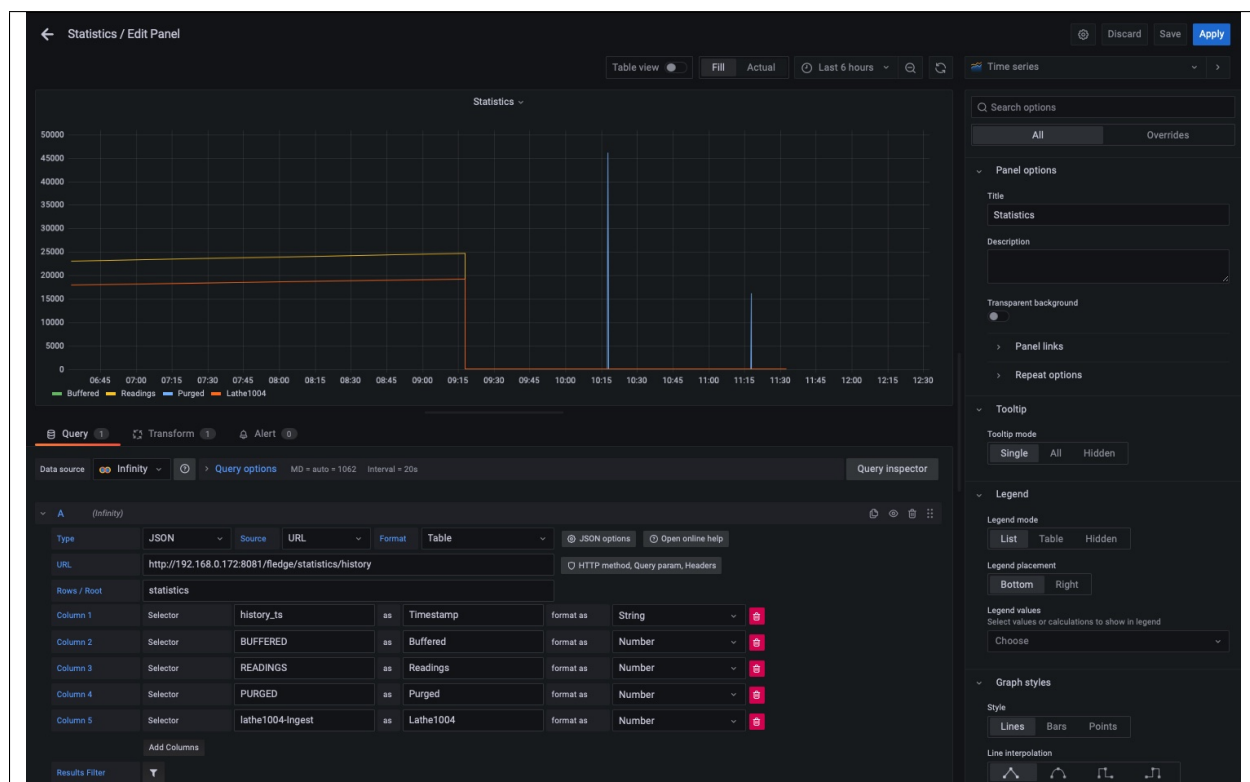 Statistics / Edit Panel
Discard Save Apply
Table view Fill Actual Last 6 hours
Time series
Statistics
Search options
All Overrides
50000
45000
40000
35000
30000
25000
20000
15000
10000
5000
0
06:45 07:00 07:15 07:30 07:45 08:00 08:15 08:30 08:45 09:00 09:15 09:30 09:45 10:00 10:15 10:30 10:45 11:00 11:15 11:30 11:45 12:00 12:15 12:30
Buffered Readings Purged Lathe1004
Panel options
Title
Statistics
Description
Transparent background
Panel links
Repeat options
Tooltip
Tooltip mode
Single All Hidden
Legend
Legend mode
List Table Hidden
Legend placement
Bottom Right
Legend values
Select values or calculations to show in legend
Choose
Graph styles
Style
Lines Bars Points
Line interpolation
Query 1 Transform 1 Alert 0
Data source Infinity Query options MD = auto = 1062 Interval = 20s Query inspector
A (Infinity)
Type JSON Source URL Format Table JSON options Open online help
URL http://192.168.0.172:8081/fledge/statistics/history HTTP method, Query param, Headers
Rows / Root statistics
Column 1 Selector history_ts as Timestamp format as String
Column 2 Selector BUFFERED as Buffered format as Number
Column 3 Selector READINGS as Readings format as Number
Column 4 Selector PURGED as Purged format as Number
Column 5 Selector lathe1004-Ingest as Lathe1004 format as Number
Add Columns
Results Filter